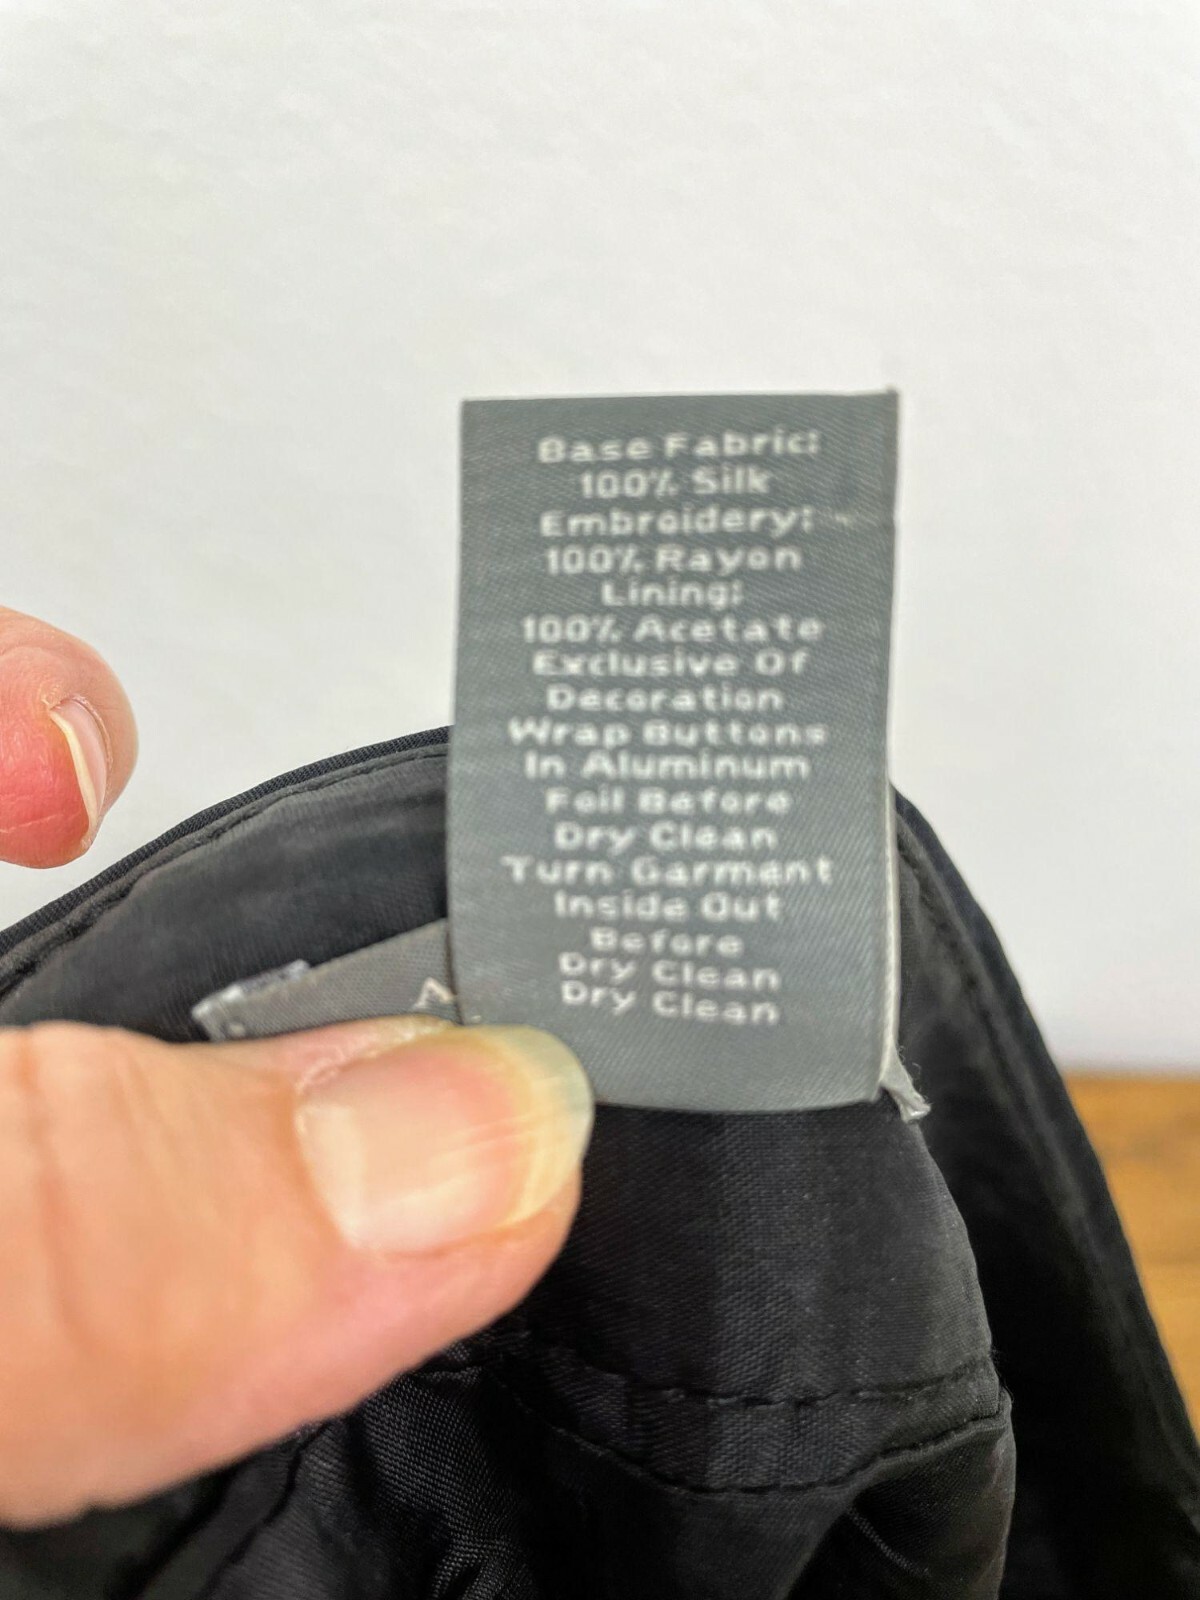 Base Fabric:
100% Silk
Embroidery:
100% Rayon
Lining:
100% Acetate
Exclusive Of
Decoration
Wrap Buttons
In Aluminum
Foil Before
Dry Clean
Turn Garment
Inside Out
Before
Dry Clean
Dry Clean